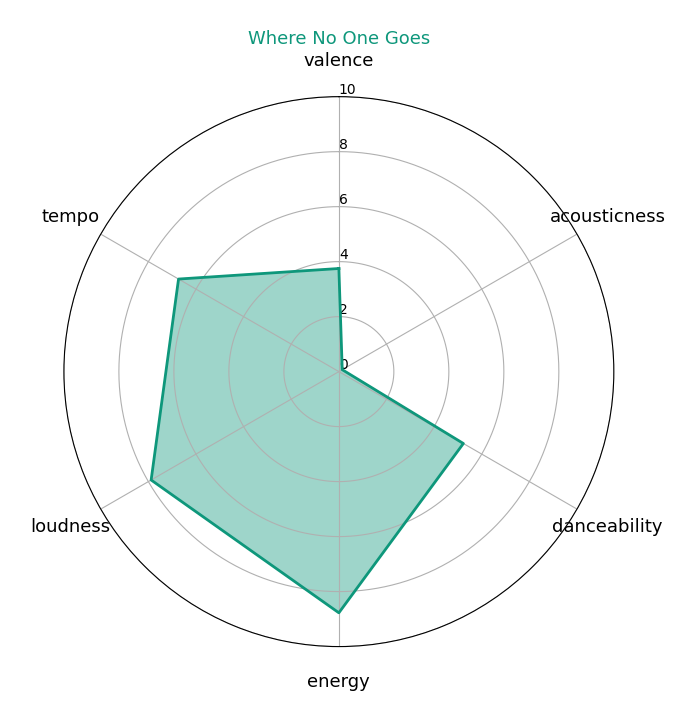 Where No One Goes
valence
10
8
tempo
6
acousticness
4
2
0
loudness
danceability
energy